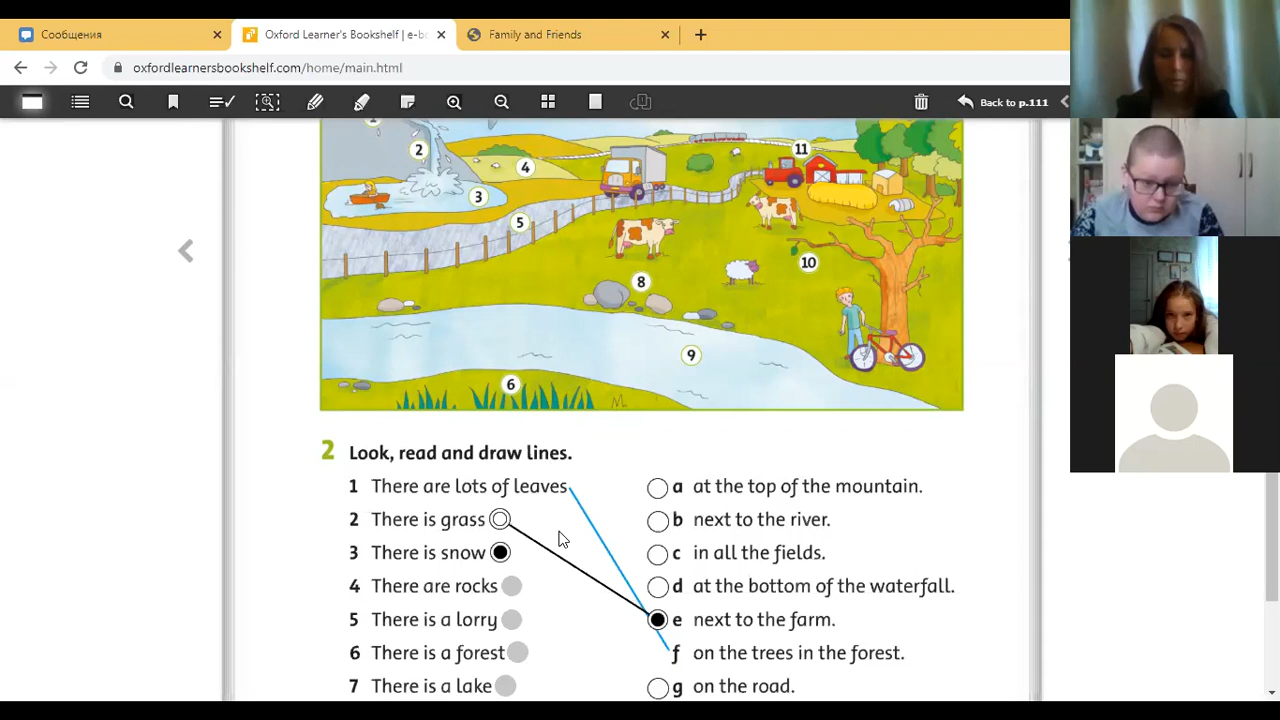 Сообщения
Oxford Learner's Bookshelf | e-bo
Family and Friends
oxfordlearnersbookshelf.com/home/main.html
Back to p.111
2
11
4
3
5
10
8
9
6
2 Look, read and draw lines.
1 There are lots of leaves
a at the top of the mountain.
2 There is grass
b next to the river.
3 There is snow
c in all the fields.
4 There are rocks
d at the bottom of the waterfall.
5 There is a lorry
e next to the farm.
6 There is a forest
f on the trees in the forest.
7 There is a lake
g on the road.